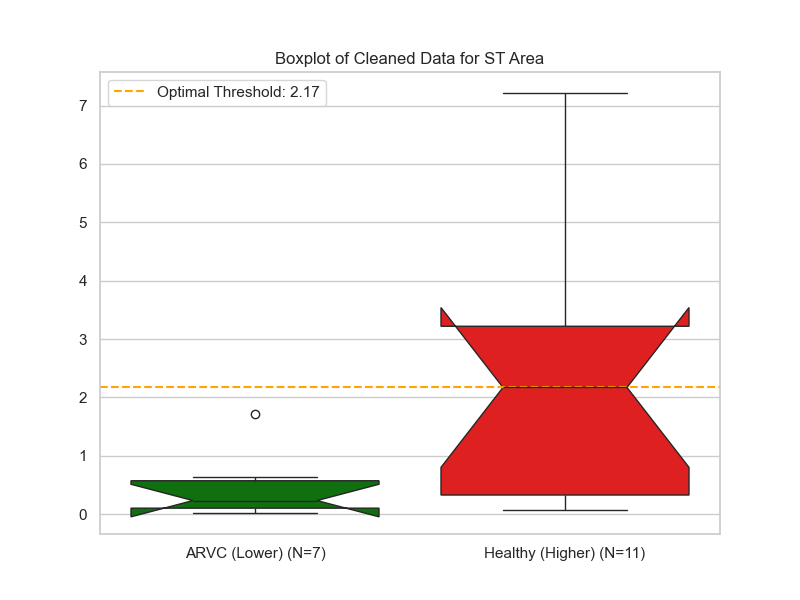 Boxplot of Cleaned Data for ST Area
Optimal Threshold: 2.17
7
6
5
4
3
2
1
0
ARVC (Lower) (N=7)
Healthy (Higher) (N=11)